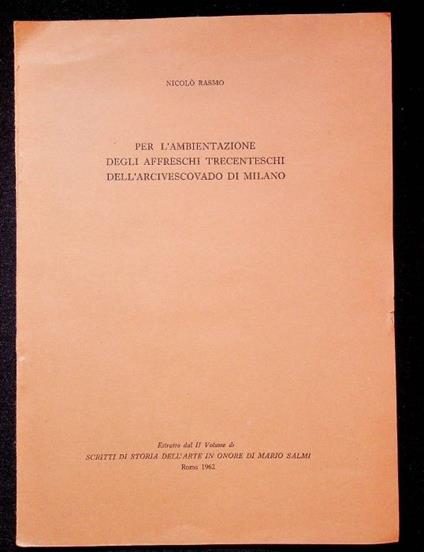 NICOLÒ RASMO
PER L'AMBIENTAZIONE
DEGLI AFFRESCHI TRECENTESCHI
DELL'ARCIVESCOVADO DI MILANO
Estratto dal II Volume di
SCRITTI DI STORIA DELL'ARTE IN ONORE DI MARIO SALMI
Roma 1962